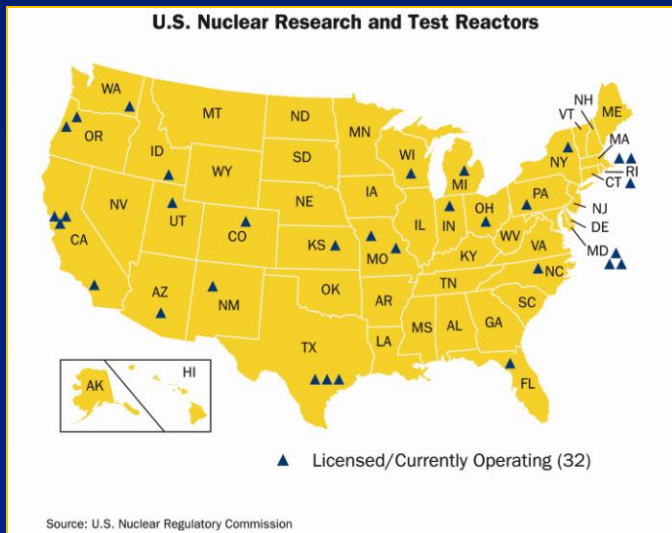 U.S. Nuclear Research and Test Reactors
WA
MT
ND
MN
VT
NH
ME
OR
ID
WY
SD
WI
MI
NY
MA
RI
CT
NV
UT
CO
NE
IA
IL
IN
OH
PA
NJ
DE
MD
CA
KS
MO
KY
WV
VA
AZ
NM
OK
AR
TN
NC
SC
TX
LA
MS
AL
GA
FL
AK
HI
Licensed/Currently Operating (32)
Source: U.S. Nuclear Regulatory Commission